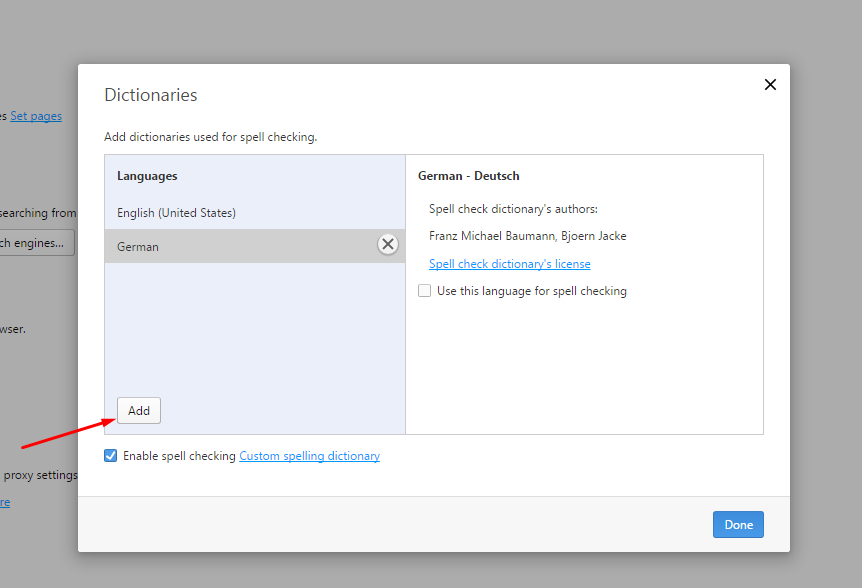 Dictionaries
es Set pages
Add dictionaries used for spell checking.
Languages
German - Deutsch
searching from
English (United States)
Spell check dictionary's authors:
ch engines...
German
Franz Michael Baumann, Bjoern Jacke
Spell check dictionary's license
Use this language for spell checking
wser.
Add
Enable spell checking Custom spelling dictionary
proxy settings
re
Done